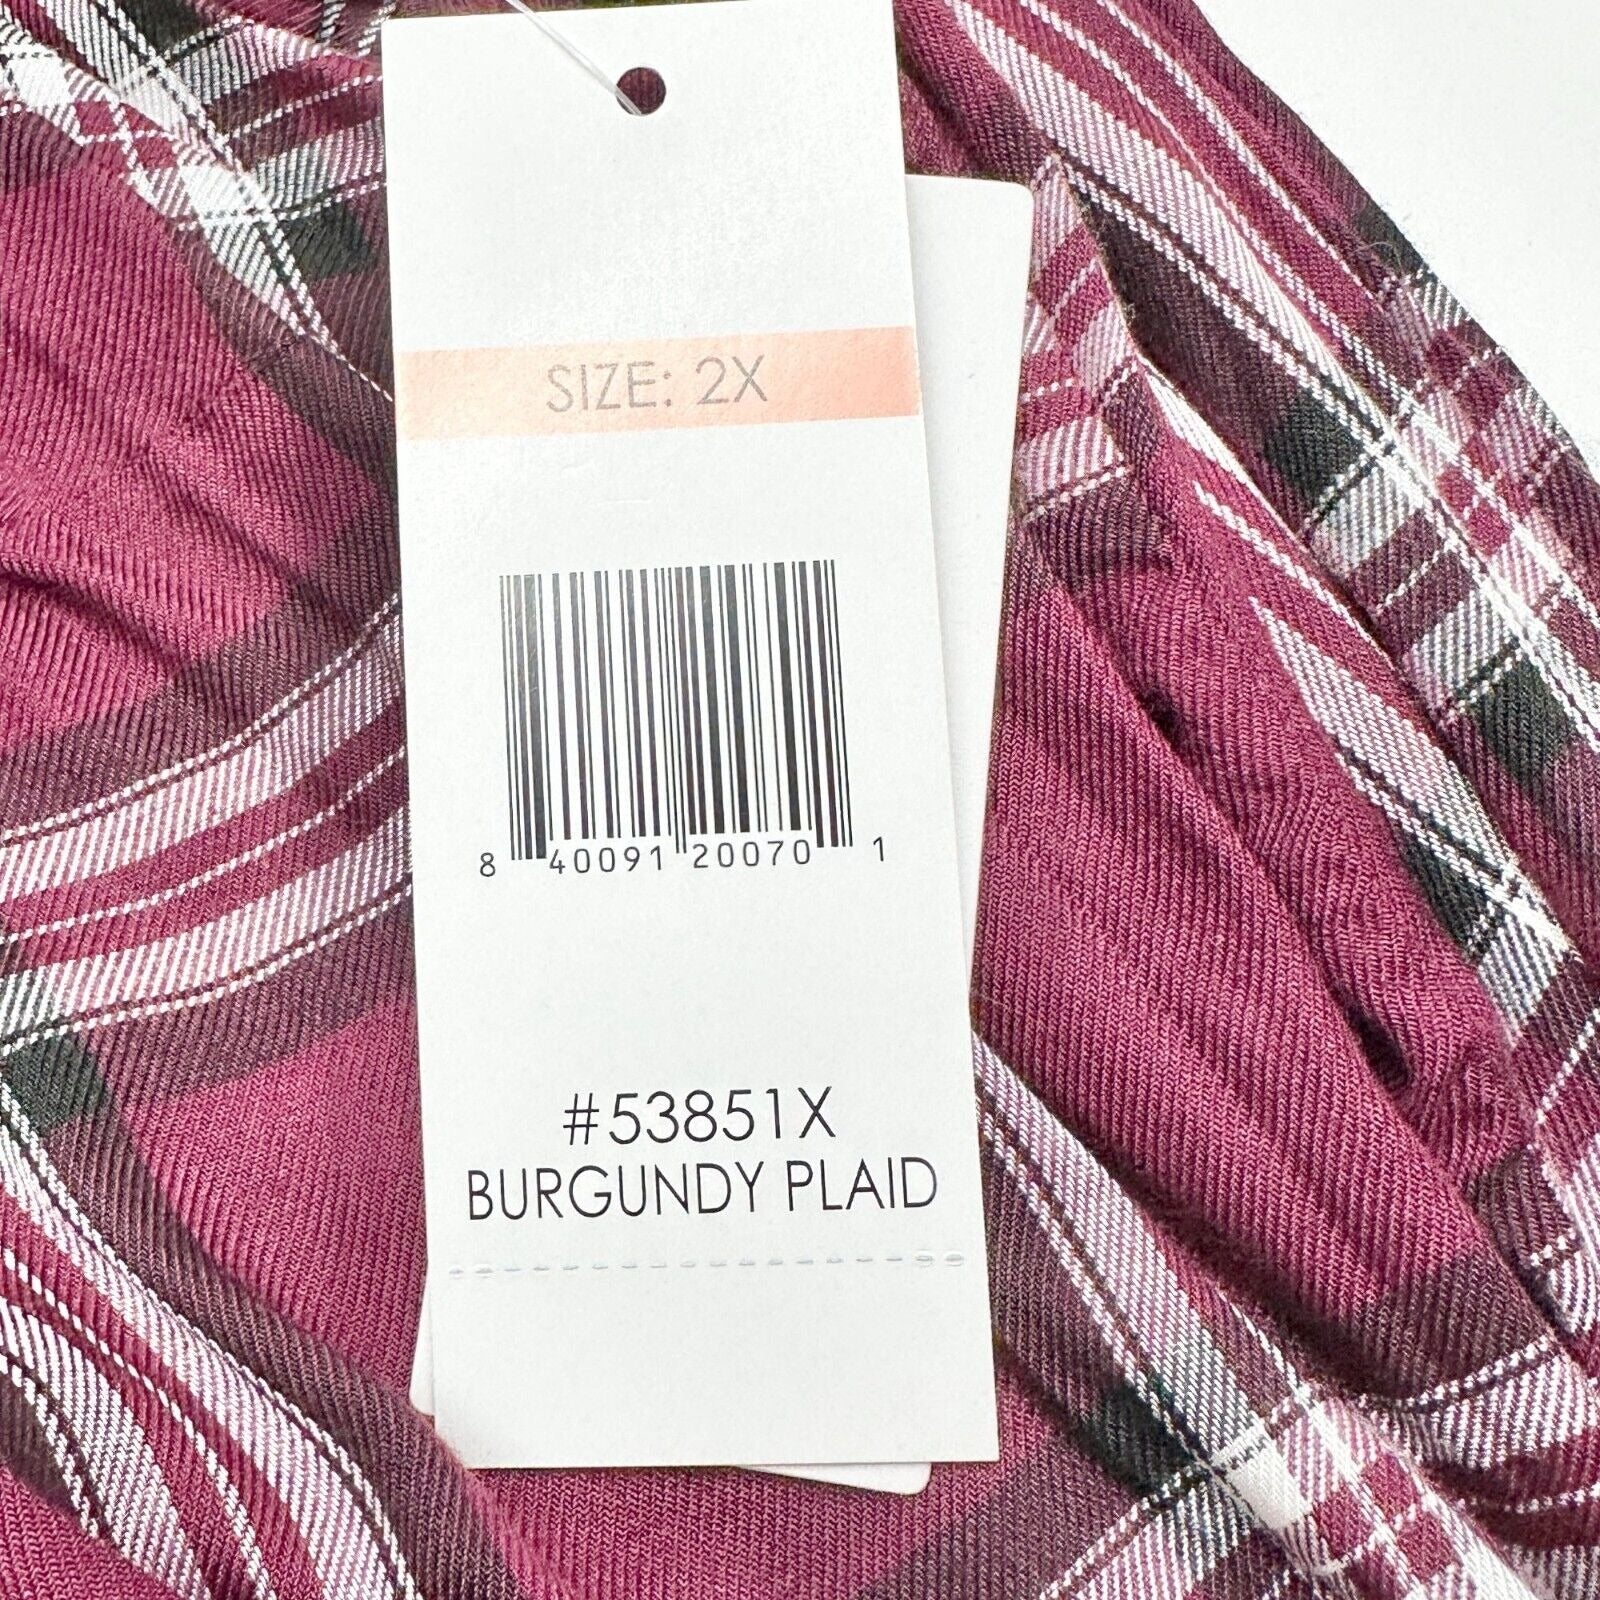 SIZE: 2X
8 40091 20070 1
#53851X
BURGUNDY PLAID